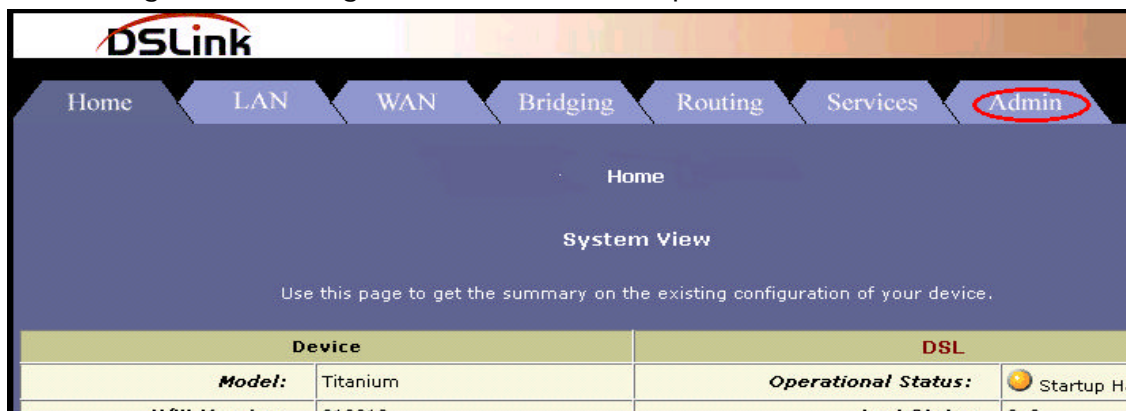 DSLink
Home LAN WAN Bridging Routing Services Admin
Home
System View
Use this page to get the summary on the existing configuration of your device.
Device DSL
Model: Titanium Operational Status: Startup